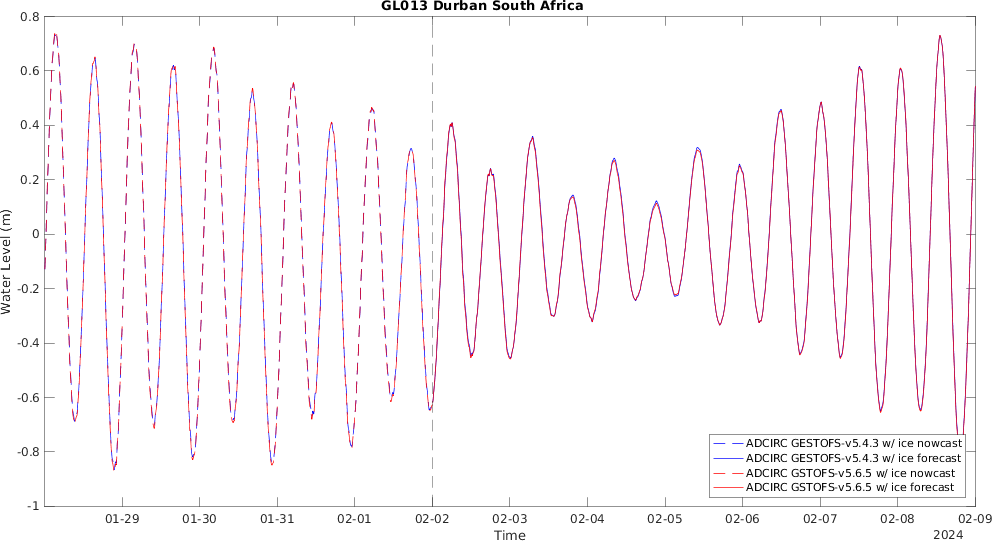 GL013 Durban South Africa
0.8
0.6
0.4
0.2
0
-0.2
-0.4
-0.6
-0.8
-1
Water Level (m)
ADCIRC GESTOFS-v5.4.3 w/ ice nowcast
ADCIRC GESTOFS-v5.4.3 w/ ice forecast
ADCIRC GSTOFS-v5.6.5 w/ ice nowcast
ADCIRC GSTOFS-v5.6.5 w/ ice forecast
01-29 01-30 01-31 02-01 02-02 02-03 02-04 02-05 02-06 02-07 02-08 02-09
Time
2024